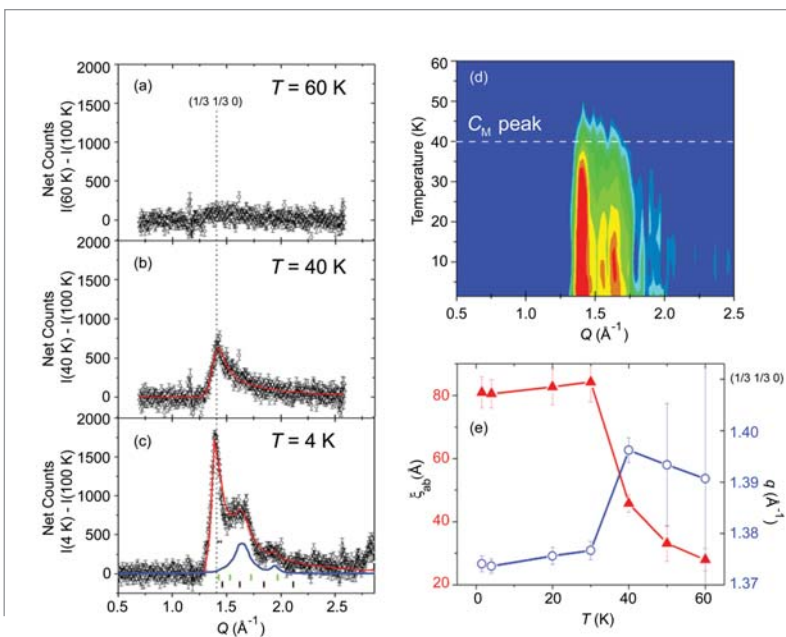 2000
1500
1000
500
0
Net Counts
I(60 K) - I(100 K)
(a)
T = 60 K
(1/3 1/3 0)
2000
1500
1000
500
0
Net Counts
I(40 K) - I(100 K)
(b)
T = 40 K
2000
1500
1000
500
0
Net Counts
I(4 K) - I(100 K)
(c)
T = 4 K
0.5 1.0 1.5 2.0 2.5
Q (Å⁻¹)
60
50
40
30
20
10
Temperature (K)
(d)
C_M peak
0.5 1.0 1.5 2.0 2.5
Q (Å⁻¹)
80
60
40
20
ξ_ab(Å)
(e)
(1/3 1/3 0)
1.40
1.39
1.376
1.37
q (Å⁻¹)
0 20 40 60
T (K)